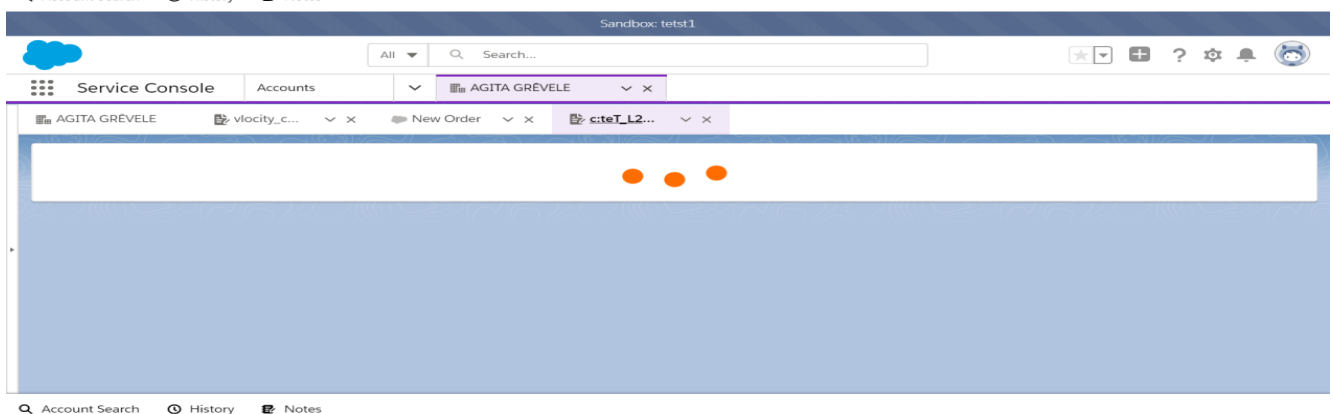 Sandbox: tetst1
All Search...
Service Console Accounts AGITA GRĒVELE
AGITA GRĒVELE vlocity_c... New Order c:teT_L2...
Account Search History Notes